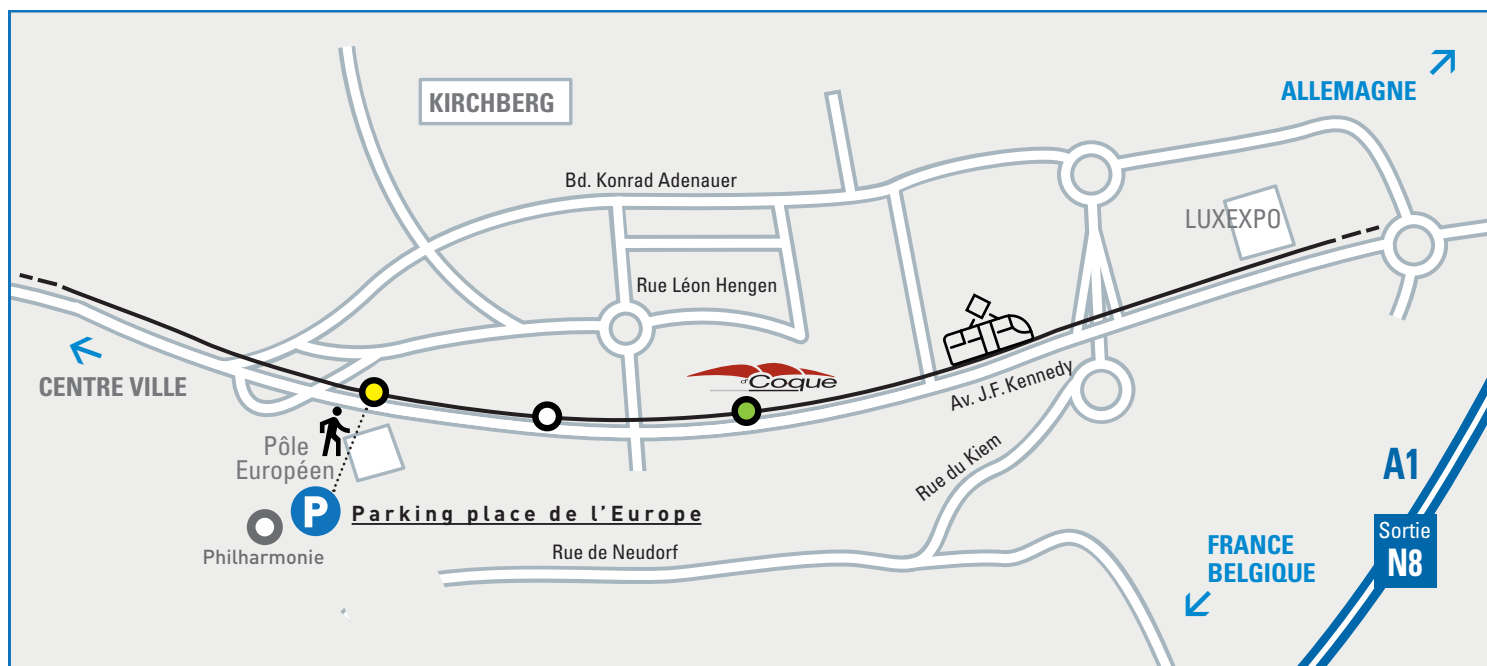 KIRCHBERG
ALLEMAGNE
Bd. Konrad Adenauer
LUXEXPO
Rue Léon Hengen
CENTRE VILLE
d'Coque
Av. J.F. Kennedy
Pôle
Européen
Rue du Kiem
A1
P
Parking place de l'Europe
Philharmonie
Rue de Neudorf
Sortie
N8
FRANCE
BELGIQUE